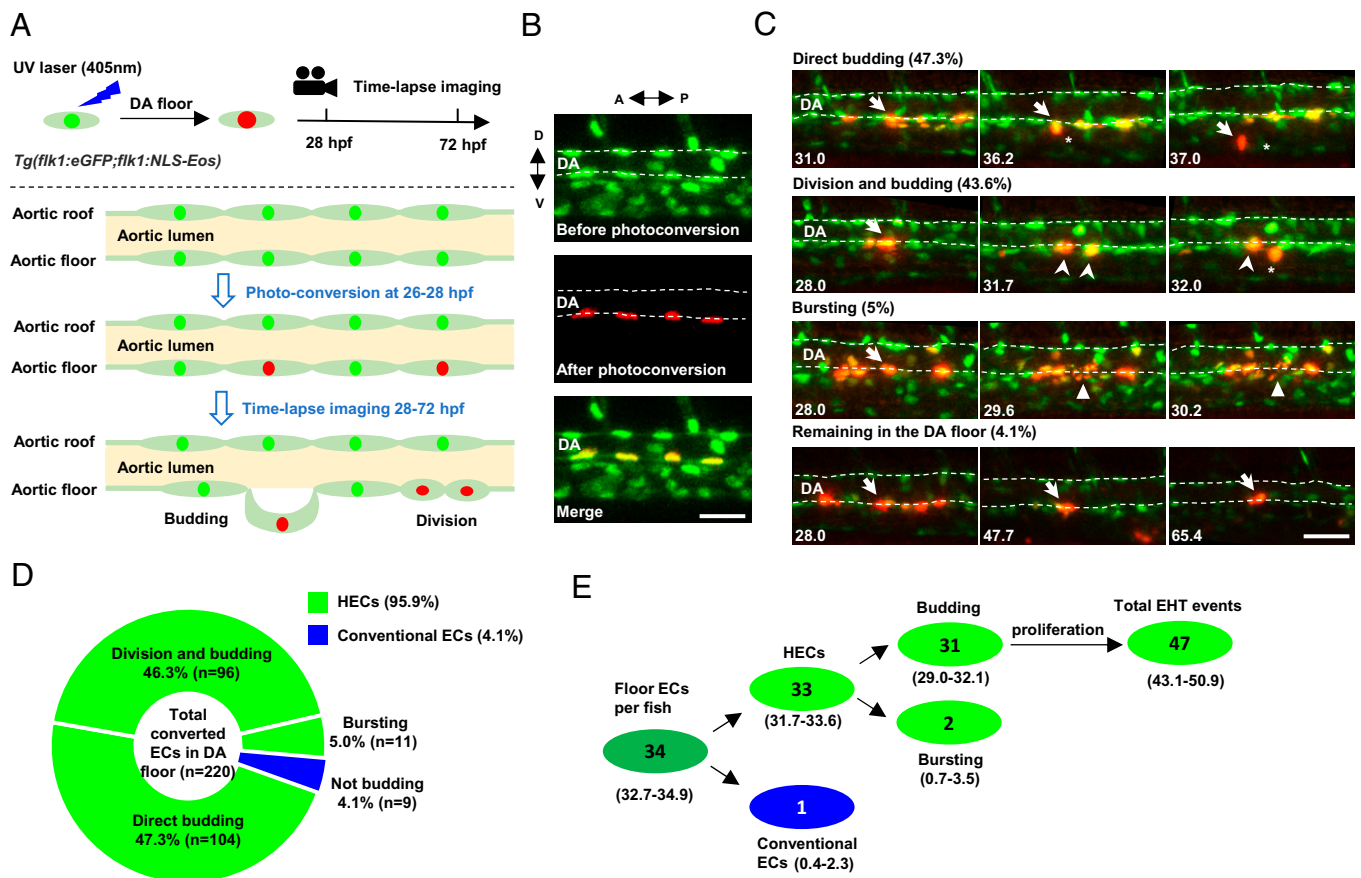 A
UV laser (405nm)
DA floor
Time-lapse imaging
28 hpf
72 hpf
Tg(flk1:eGFP;flk1:NLS-Eos)
Aortic roof
Aortic lumen
Aortic floor
Photo-conversion at 26-28 hpf
Aortic roof
Aortic lumen
Aortic floor
Time-lapse imaging 28-72 hpf
Aortic roof
Aortic lumen
Aortic floor
Budding
Division
B
A P
D
V
DA
Before photoconversion
DA
After photoconversion
DA
Merge
C
Direct budding (47.3%)
DA
31.0
*
36.2
*
37.0
Division and budding (43.6%)
DA
28.0
31.7
*
32.0
Bursting (5%)
DA
28.0
29.6
30.2
Remaining in the DA floor (4.1%)
DA
28.0
47.7
65.4
D
HECs (95.9%)
Conventional ECs (4.1%)
Division and budding
46.3% (n=96)
Total
converted
ECs in DA
floor (n=220)
Bursting
5.0% (n=11)
Not budding
4.1% (n=9)
Direct budding
47.3% (n=104)
E
Floor ECs
per fish
34
(32.7-34.9)
HECs
33
(31.7-33.6)
1
Conventional
ECs (0.4-2.3)
Budding
31
(29.0-32.1)
2
Bursting
(0.7-3.5)
proliferation
Total EHT events
47
(43.1-50.9)